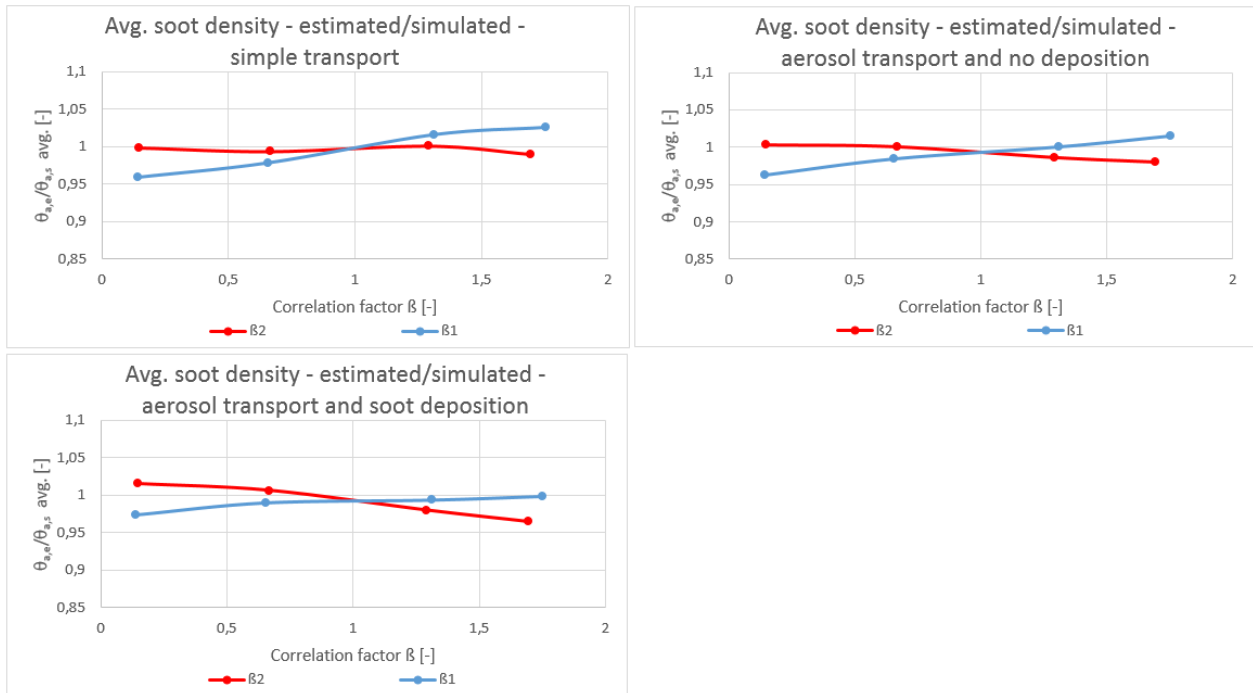 Avg. soot density - estimated/simulated -
simple transport
1,1
1,05
1
0,95
0,9
0,85
θa,e/θa,s avg. [-]
0 0,5 1 1,5 2
Correlation factor ß [-]
ß2 ß1
Avg. soot density - estimated/simulated -
aerosol transport and no deposition
1,1
1,05
1
0,95
0,9
0,85
θa,e/θa,s avg. [-]
0 0,5 1 1,5 2
Correlation factor ß [-]
ß2 ß1
Avg. soot density - estimated/simulated -
aerosol transport and soot deposition
1,1
1,05
1
0,95
0,9
0,85
θa,e/θa,s avg. [-]
0 0,5 1 1,5 2
Correlation factor ß [-]
ß2 ß1